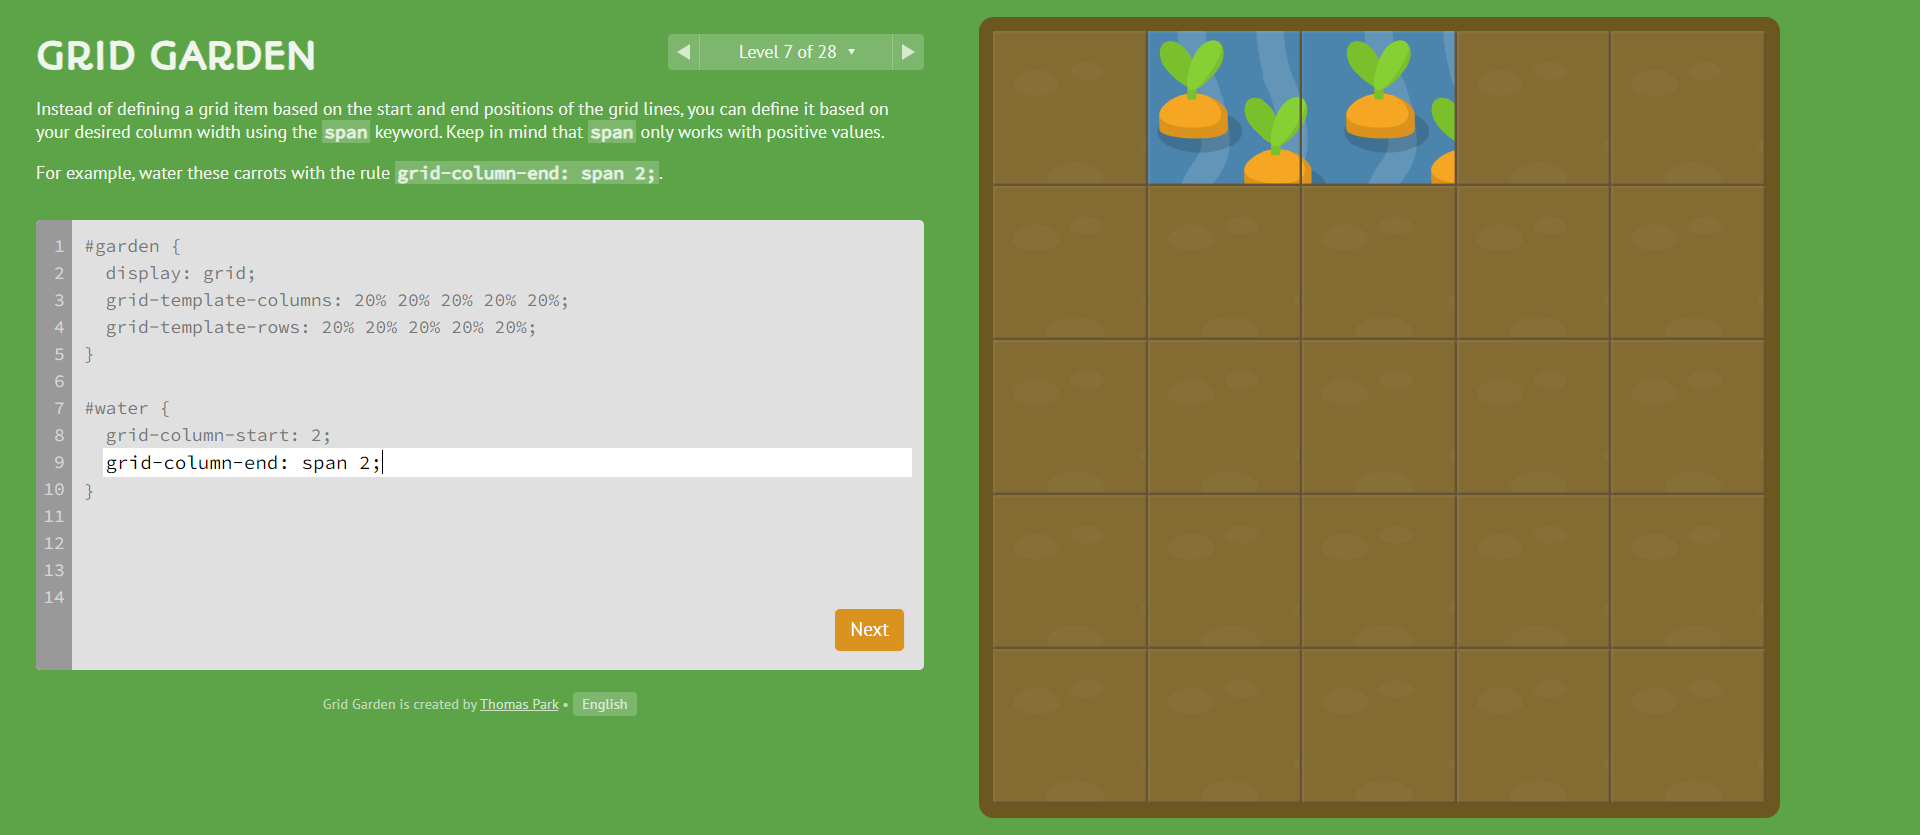 GRID GARDEN
◀ Level 7 of 28 ▼ ▶
Instead of defining a grid item based on the start and end positions of the grid lines, you can define it based on
your desired column width using the span keyword. Keep in mind that span only works with positive values.
For example, water these carrots with the rule grid-column-end: span 2;.
1 #garden {
2 display: grid;
3 grid-template-columns: 20% 20% 20% 20% 20%;
4 grid-template-rows: 20% 20% 20% 20% 20%;
5 }
6
7 #water {
8 grid-column-start: 2;
9 grid-column-end: span 2;
10 }
11
12
13
14
Next
Grid Garden is created by Thomas Park • English